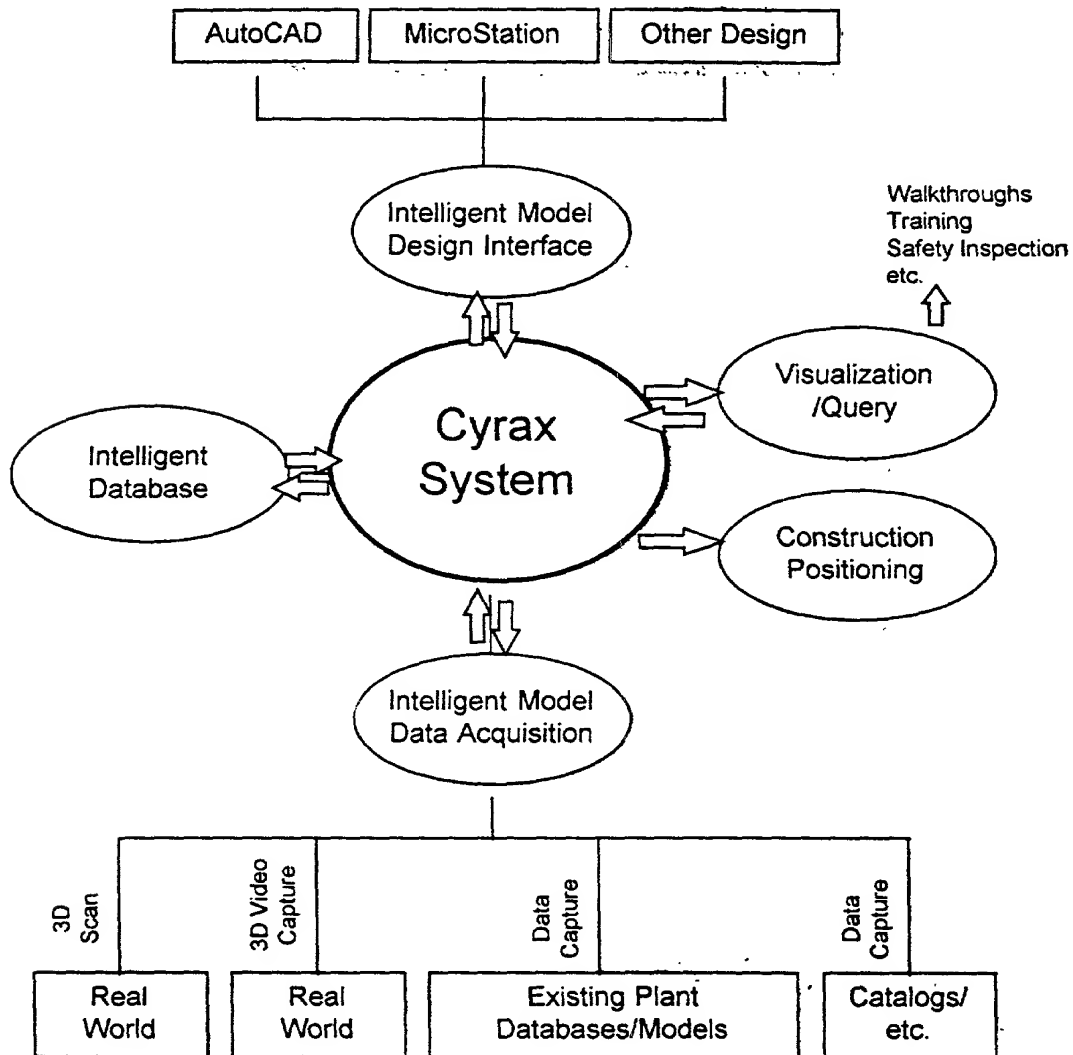 AutoCAD
MicroStation
Other Design
Intelligent Model
Design Interface
Walkthroughs
Training
Safety Inspection
etc.
Visualization
/Query
Cyrax
System
Intelligent
Database
Construction
Positioning
Intelligent Model
Data Acquisition
3D
Scan
3D Video
Capture
Data
Capture
Data
Capture
Real
World
Real
World
Existing Plant
Databases/Models
Catalogs/
etc.